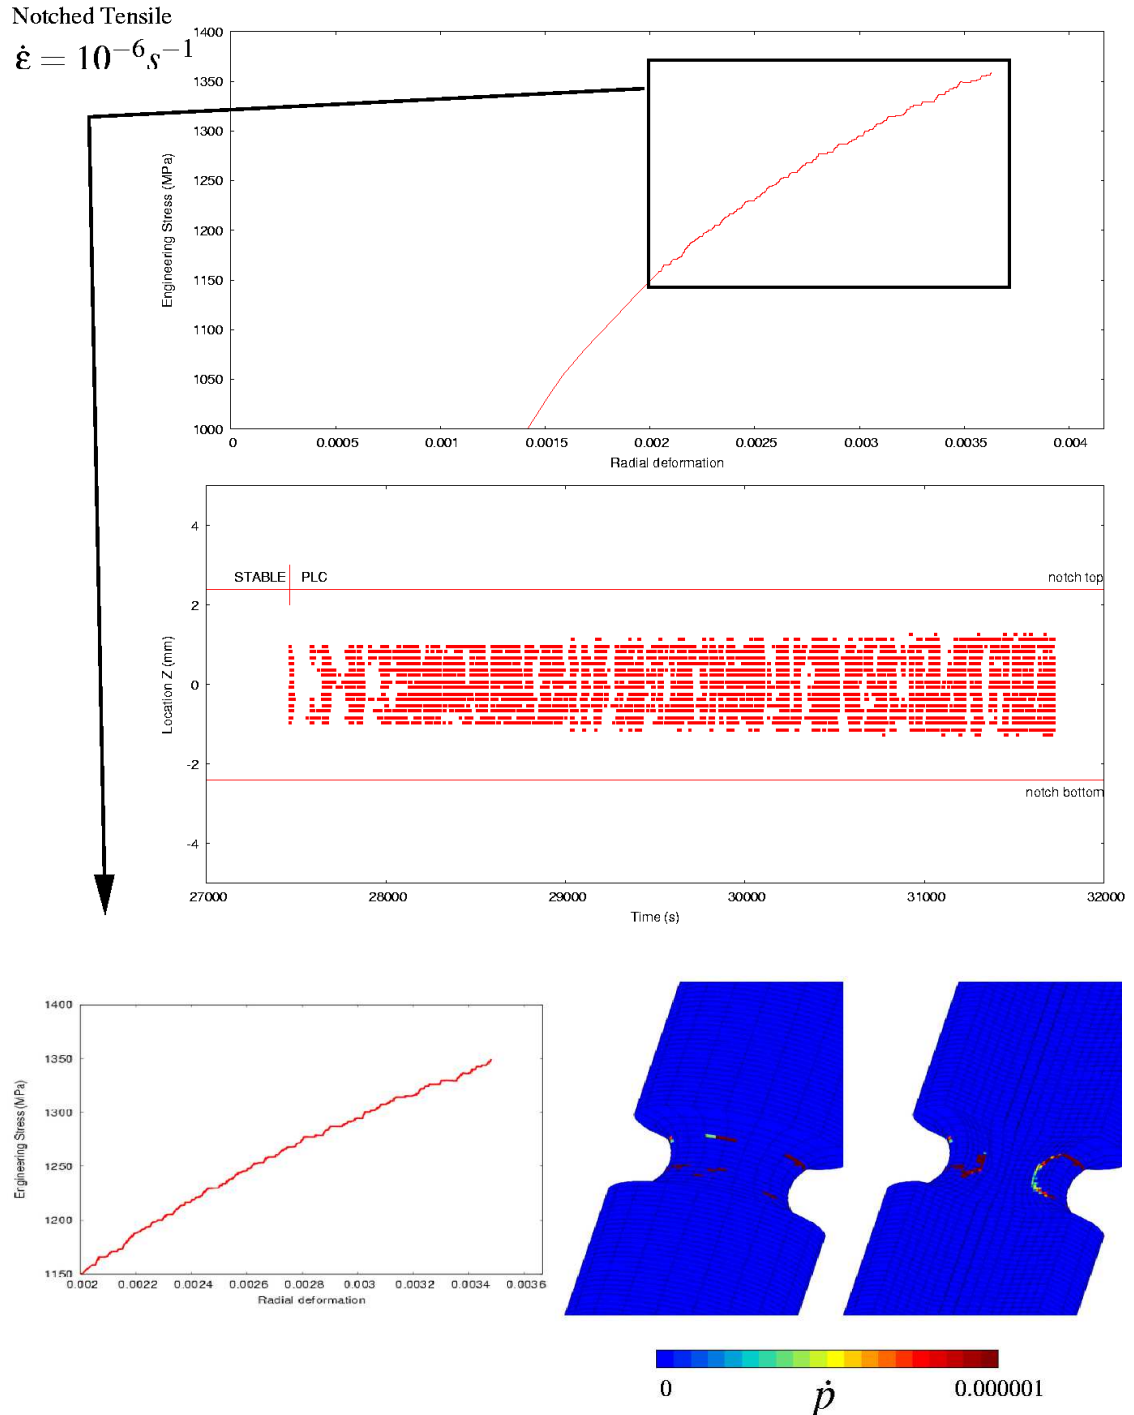 Notched Tensile
ε̇ = 10⁻⁶s⁻¹
1400
1350
1300
1250
1200
1150
1100
1050
1000
Engineering Stress (MPa)
0 0.0005 0.001 0.0015 0.002 0.0025 0.003 0.0035 0.004
Radial deformation
4
2
0
-2
-4
Location Z (mm)
STABLE PLC
notch top
notch bottom
27000 28000 29000 30000 31000 32000
Time (s)
1400
1350
1300
1250
1200
1150
Engineering Stress (MPa)
0.002 0.0022 0.0024 0.0026 0.0028 0.003 0.0032 0.0034 0.0036
Radial deformation
0 ṗ 0.000001